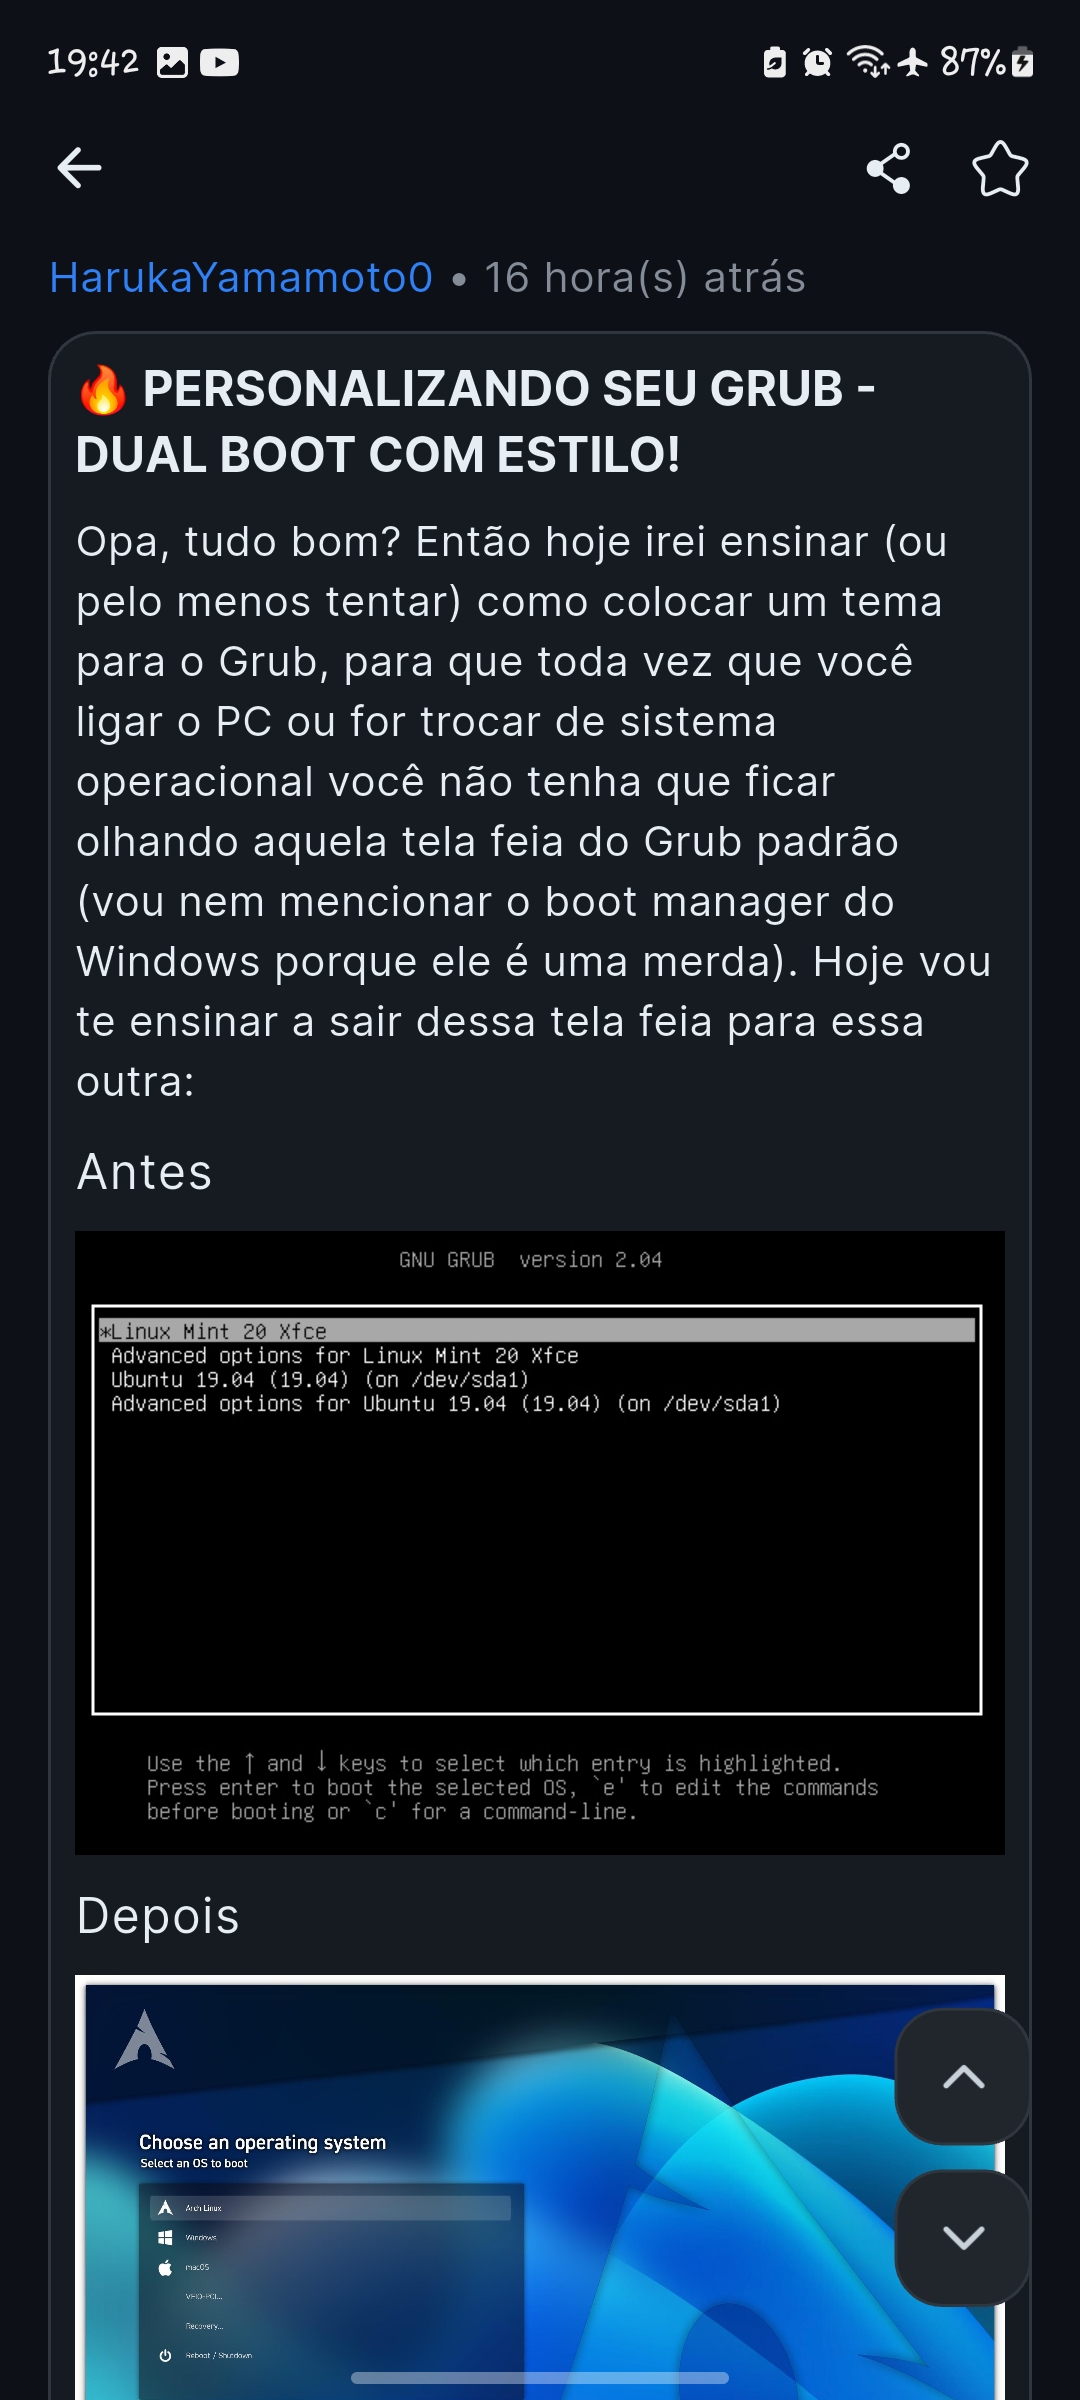 19:42
87%
HarukaYamamoto0 • 16 hora(s) atrás
🔥 PERSONALIZANDO SEU GRUB -
DUAL BOOT COM ESTILO!
Opa, tudo bom? Então hoje irei ensinar (ou
pelo menos tentar) como colocar um tema
para o Grub, para que toda vez que você
ligar o PC ou for trocar de sistema
operacional você não tenha que ficar
olhando aquela tela feia do Grub padrão
(vou nem mencionar o boot manager do
Windows porque ele é uma merda). Hoje vou
te ensinar a sair dessa tela feia para essa
outra:
Antes
GNU GRUB version 2.04
*Linux Mint 20 Xfce
Advanced options for Linux Mint 20 Xfce
Ubuntu 19.04 (19.04) (on /dev/sda1)
Advanced options for Ubuntu 19.04 (19.04) (on /dev/sda1)
Use the ↑ and ↓ keys to select which entry is highlighted.
Press enter to boot the selected OS, `e' to edit the commands
before booting or `c' for a command-line.
Depois
Choose an operating system
Select an OS to boot
Arch Linux
Windows
macOS
VFIO-PCI...
Recovery...
Reboot / Shutdown